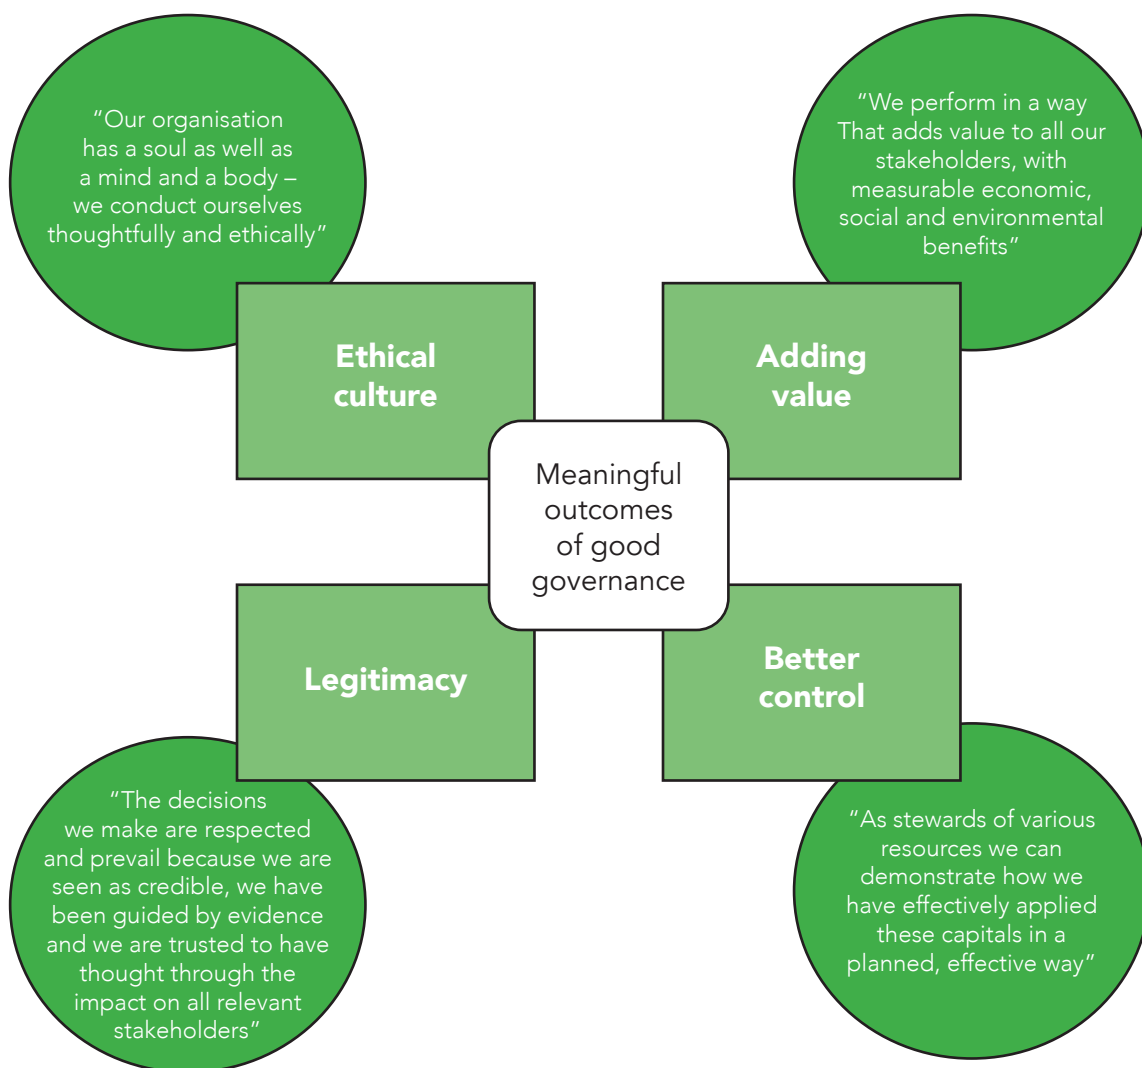 “Our organisation
has a soul as well as
a mind and a body –
we conduct ourselves
thoughtfully and ethically”
“We perform in a way
That adds value to all our
stakeholders, with
measurable economic,
social and environmental
benefits”
Ethical
culture
Adding
value
Meaningful
outcomes
of good
governance
Legitimacy
Better
control
“The decisions
we make are respected
and prevail because we are
seen as credible, we have
been guided by evidence
and we are trusted to have
thought through the
impact on all relevant
stakeholders”
“As stewards of various
resources we can
demonstrate how we
have effectively applied
these capitals in a
planned, effective way”